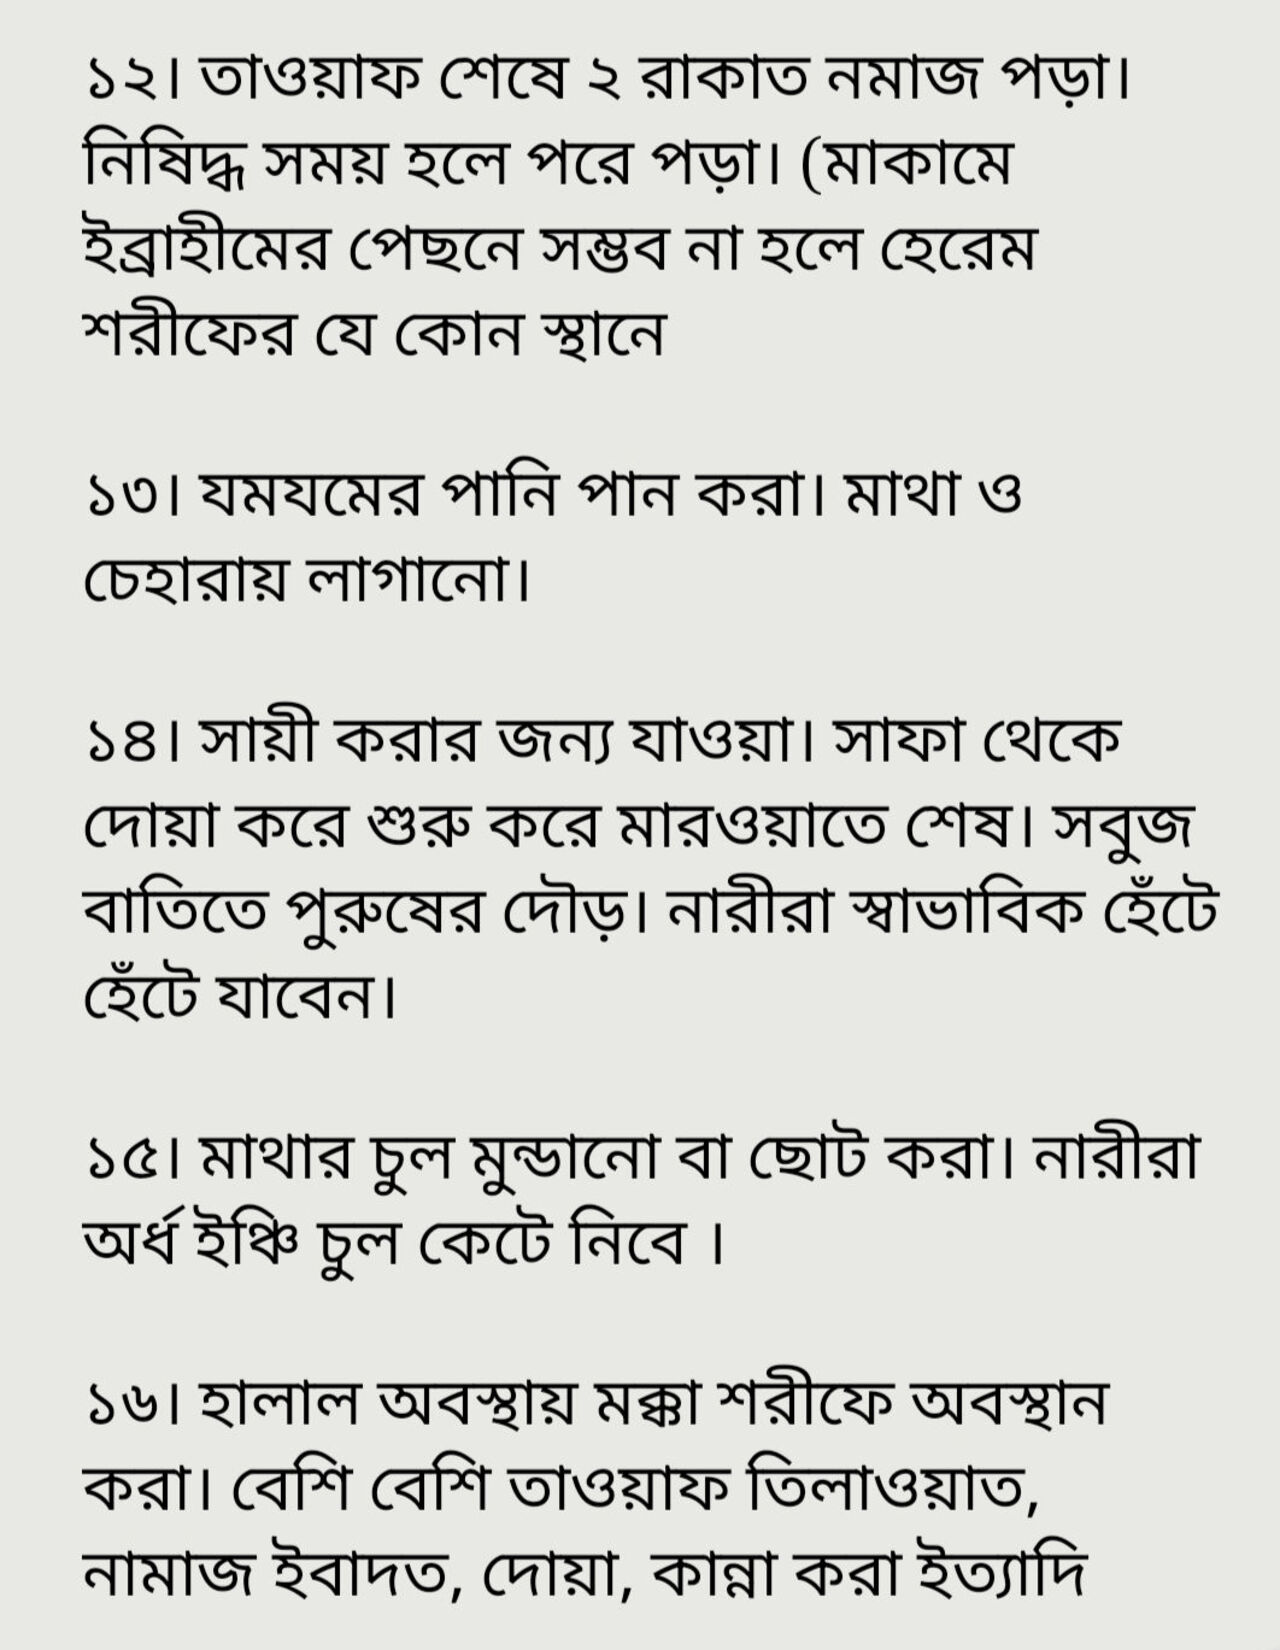 ১২। তাওয়াফ শেষে ২ রাকাত নমাজ পড়া।
নিষিদ্ধ সময় হলে পরে পড়া। (মাকামে
ইব্রাহীমের পেছনে সম্ভব না হলে হেরেম
শরীফের যে কোন স্থানে
১৩। যমযমের পানি পান করা। মাথা ও
চেহারায় লাগানো।
১৪। সায়ী করার জন্য যাওয়া। সাফা থেকে
দোয়া করে শুরু করে মারওয়াতে শেষ। সবুজ
বাতিতে পুরুষের দৌড়। নারীরা স্বাভাবিক হেঁটে
হেঁটে যাবেন।
১৫। মাথার চুল মুন্ডানো বা ছোট করা। নারীরা
অর্ধ ইঞ্চি চুল কেটে নিবে ।
১৬। হালাল অবস্থায় মক্কা শরীফে অবস্থান
করা। বেশি বেশি তাওয়াফ তিলাওয়াত,
নামাজ ইবাদত, দোয়া, কান্না করা ইত্যাদি